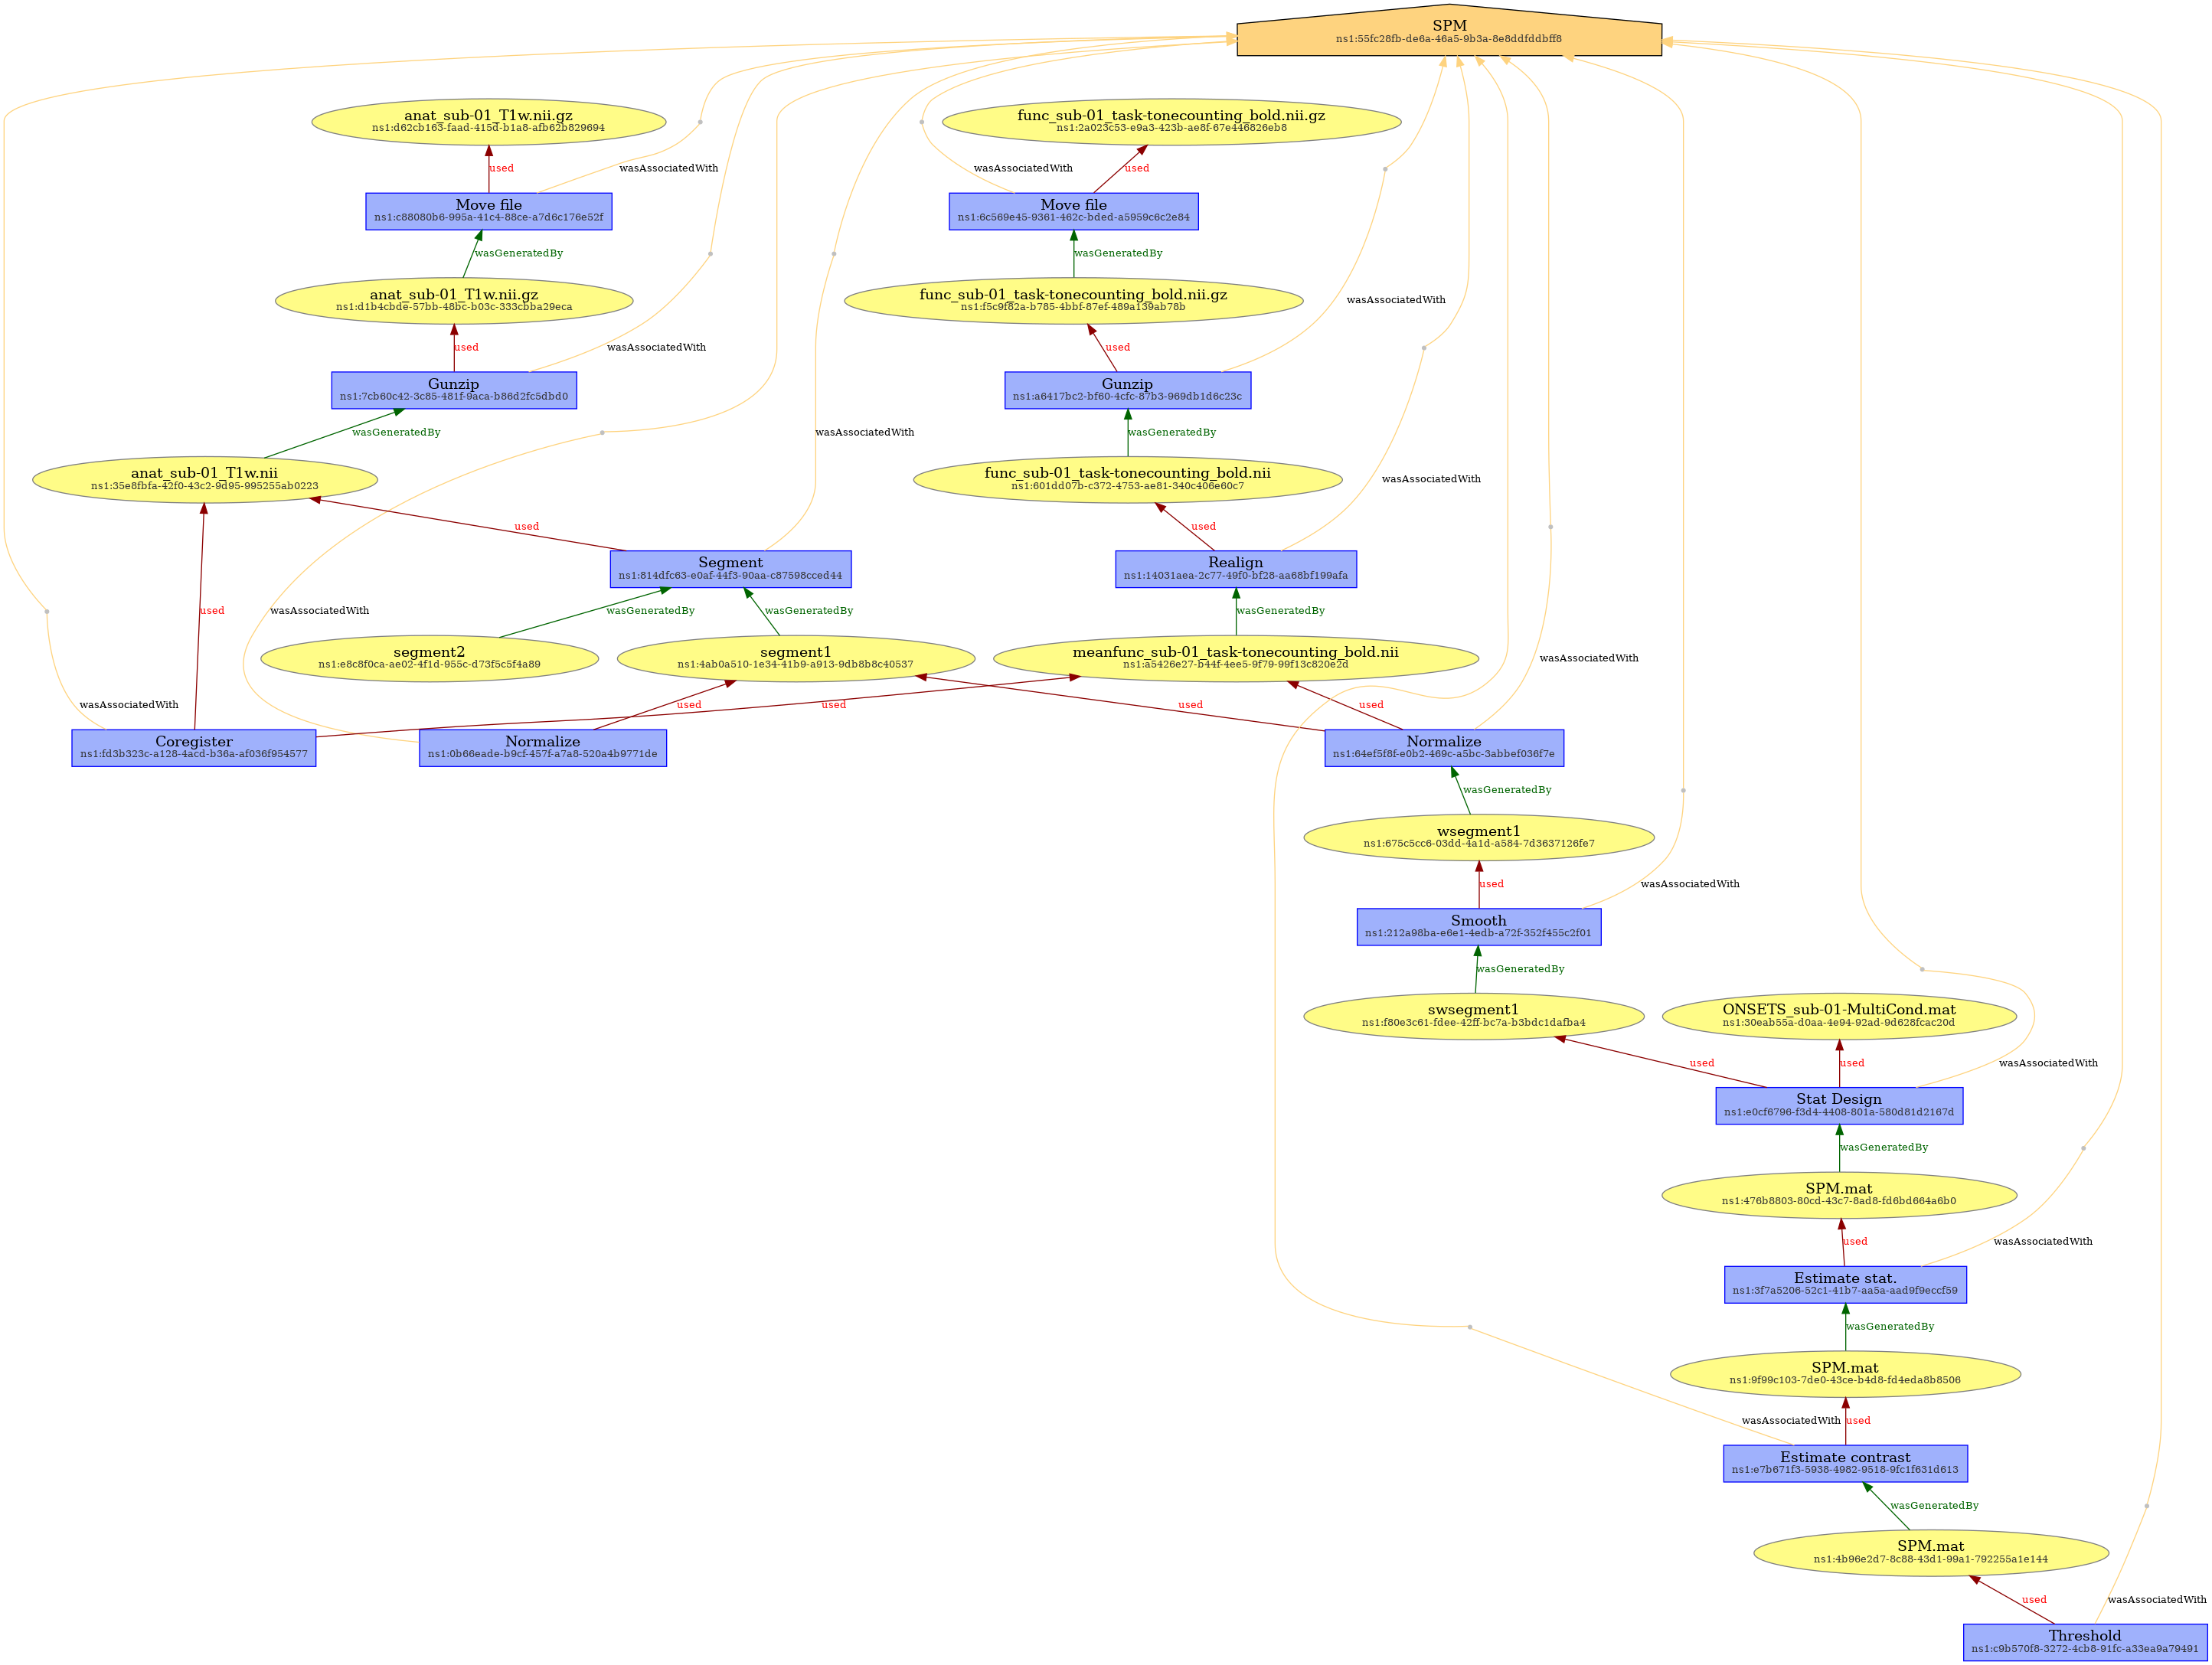 SPM
ns1:55fc28fb-de6a-46a5-9b3a-8e8ddfddbff8
anat_sub-01_T1w.nii.gz
ns1:d62cb163-faad-415d-b1a8-afb62b829694
func_sub-01_task-tonecounting_bold.nii.gz
ns1:2a023c53-e9a3-423b-ae8f-67e446826eb8
used
wasAssociatedWith
wasAssociatedWith
used
Move file
ns1:c88080b6-995a-41c4-88ce-a7d6c176e52f
Move file
ns1:6c569e45-9361-462c-bded-a5959c6c2e84
wasGeneratedBy
wasGeneratedBy
anat_sub-01_T1w.nii.gz
ns1:d1b4cbde-57bb-48bc-b03c-333cbba29eca
func_sub-01_task-tonecounting_bold.nii.gz
ns1:f5c9f82a-b785-4bbf-87ef-489a139ab78b
wasAssociatedWith
used
wasAssociatedWith
used
Gunzip
ns1:7cb60c42-3c85-481f-9aca-b86d2fc5dbd0
Gunzip
ns1:a6417bc2-bf60-4cfc-87b3-969db1d6c23c
wasGeneratedBy
wasAssociatedWith
wasGeneratedBy
anat_sub-01_T1w.nii
ns1:35e8fbfa-42f0-43c2-9d95-995255ab0223
func_sub-01_task-tonecounting_bold.nii
ns1:601dd07b-c372-4753-ae81-340c406e60c7
wasAssociatedWith
used
used
Segment
ns1:814dfc63-e0af-44f3-90aa-c87598cced44
Realign
ns1:14031aea-2c77-49f0-bf28-aa68bf199afa
used
wasAssociatedWith
wasGeneratedBy
wasGeneratedBy
wasGeneratedBy
segment2
ns1:e8c8f0ca-ae02-4f1d-955c-d73f5c5f4a89
segment1
ns1:4ab0a510-1e34-41b9-a913-9db8b8c40537
meanfunc_sub-01_task-tonecounting_bold.nii
ns1:a5426e27-b44f-4ee5-9f79-99f13c820e2d
wasAssociatedWith
wasAssociatedWith
used
used
used
used
Coregister
ns1:fd3b323c-a128-4acd-b36a-af036f954577
Normalize
ns1:0b66eade-b9cf-457f-a7a8-520a4b9771de
Normalize
ns1:64ef5f8f-e0b2-469c-a5bc-3abbef036f7e
wasGeneratedBy
wsegment1
ns1:675c5cc6-03dd-4a1d-a584-7d3637126fe7
used
wasAssociatedWith
Smooth
ns1:212a98ba-e6e1-4edb-a72f-352f455c2f01
wasGeneratedBy
swsegment1
ns1:f80e3c61-fdee-42ff-bc7a-b3bdc1dafba4
ONSETS_sub-01-MultiCond.mat
ns1:30eab55a-d0aa-4e94-92ad-9d628fcac20d
used
used
wasAssociatedWith
Stat Design
ns1:e0cf6796-f3d4-4408-801a-580d81d2167d
wasGeneratedBy
SPM.mat
ns1:476b8803-80cd-43c7-8ad8-fd6bd664a6b0
used
wasAssociatedWith
Estimate stat.
ns1:3f7a5206-52c1-41b7-aa5a-aad9f9eccf59
wasGeneratedBy
SPM.mat
ns1:9f99c103-7de0-43ce-b4d8-fd4eda8b8506
wasAssociatedWith
used
Estimate contrast
ns1:e7b671f3-5938-4982-9518-9fc1f631d613
wasGeneratedBy
SPM.mat
ns1:4b96e2d7-8c88-43d1-99a1-792255a1e144
used
wasAssociatedWith
Threshold
ns1:c9b570f8-3272-4cb8-91fc-a33ea9a79491